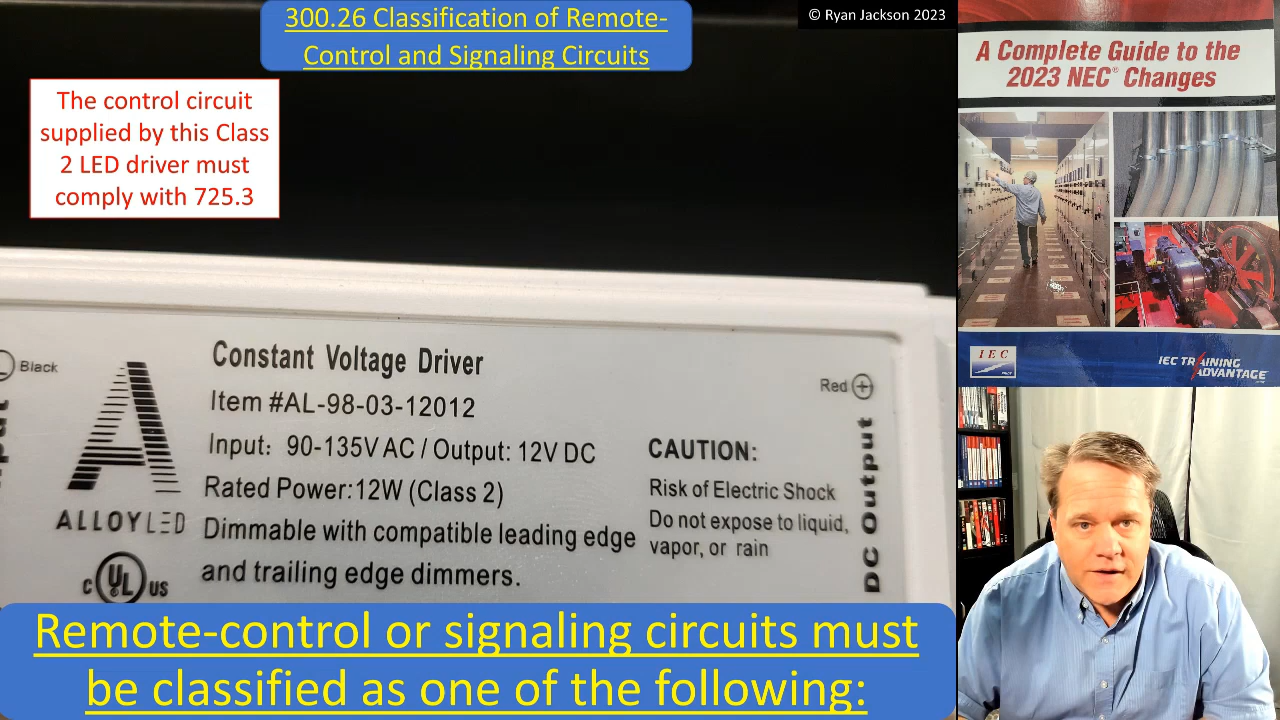 300.26 Classification of Remote-
Control and Signaling Circuits
© Ryan Jackson 2023
The control circuit
supplied by this Class
2 LED driver must
comply with 725.3
A Complete Guide to the
2023 NEC® Changes
IEC
IEC TRAINING
ADVANTAGE
Black
Constant Voltage Driver
Item #AL-98-03-12012
Input: 90-135V AC / Output: 12V DC
Rated Power:12W (Class 2)
Dimmable with compatible leading edge
and trailing edge dimmers.
ALLOYLED
c UL us
CAUTION:
Risk of Electric Shock
Do not expose to liquid,
vapor, or rain
Red
DC Output
Remote-control or signaling circuits must
be classified as one of the following: